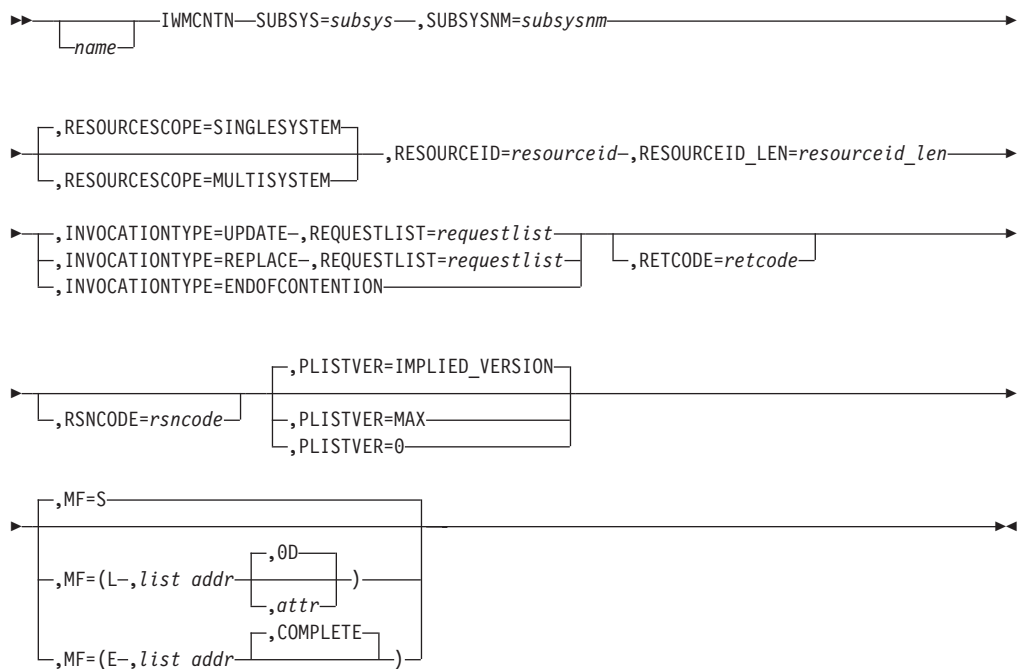 IWMCNTN SUBSYS=subsys ,SUBSYSNM=subsysnm
name
,RESOURCESCOPE=SINGLESYSTEM
,RESOURCEID=resourceid ,RESOURCEID_LEN=resourceid_len
,RESOURCESCOPE=MULTISYSTEM
,INVOCATIONTYPE=UPDATE ,REQUESTLIST=requestlist
,INVOCATIONTYPE=REPLACE ,REQUESTLIST=requestlist
,RETCODE=retcode
,INVOCATIONTYPE=ENDOFCONTENTION
,PLISTVER=IMPLIED_VERSION
,RSNCODE=rsncode
,PLISTVER=MAX
,PLISTVER=0
,MF=S
,0D
,MF=(L ,list addr )
,attr
,COMPLETE
,MF=(E ,list addr )